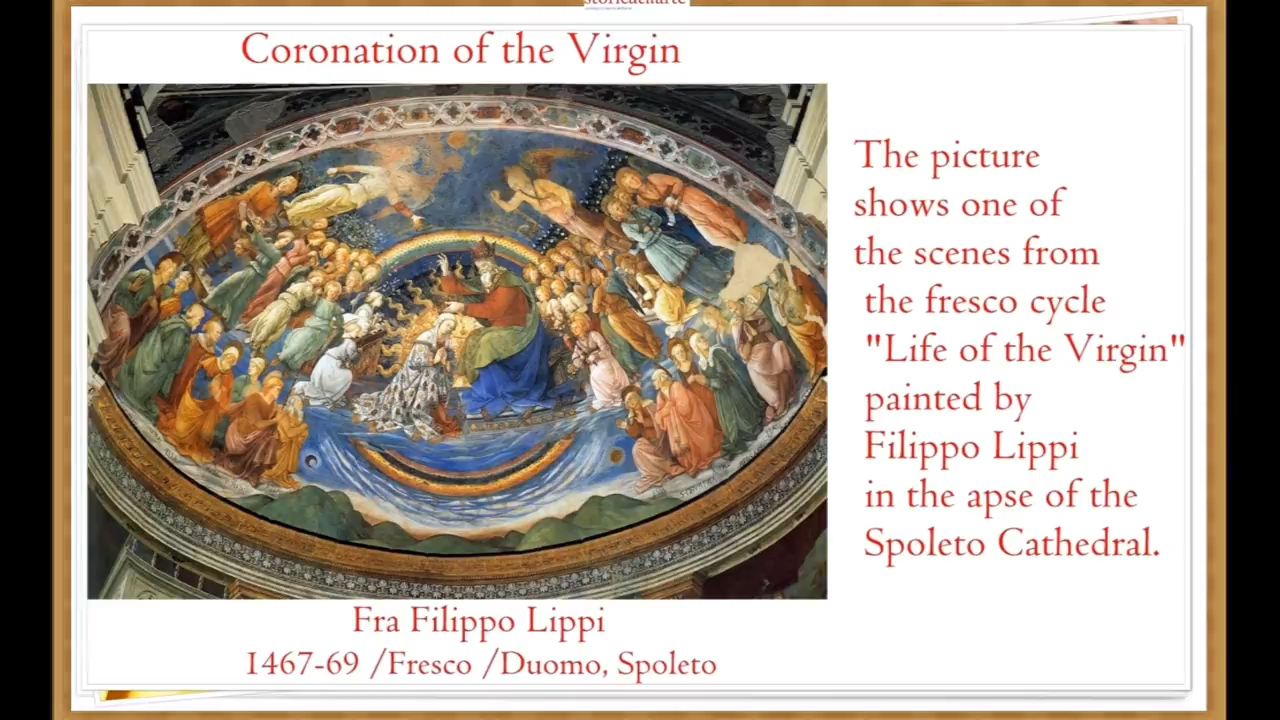 Coronation of the Virgin
The picture
shows one of
the scenes from
the fresco cycle
"Life of the Virgin"
painted by
Filippo Lippi
in the apse of the
Spoleto Cathedral.
Fra Filippo Lippi
1467-69 /Fresco /Duomo, Spoleto